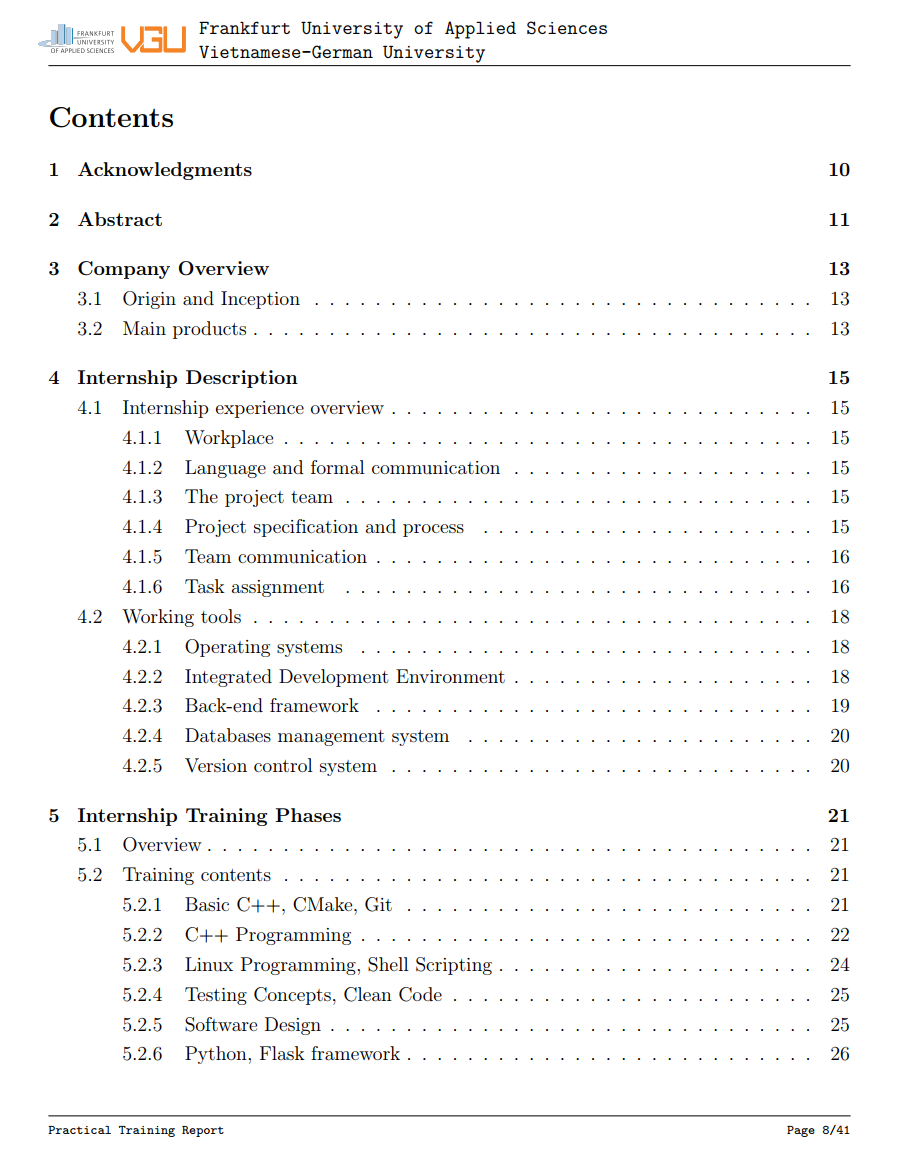 FRANKFURT
UNIVERSITY
OF APPLIED SCIENCES
VGU
Frankfurt University of Applied Sciences
Vietnamese-German University
Contents
1 Acknowledgments 10
2 Abstract 11
3 Company Overview 13
3.1 Origin and Inception . . . . . . . . . . . . . . . . . . . . . . . . . . . . . . . . . 13
3.2 Main products . . . . . . . . . . . . . . . . . . . . . . . . . . . . . . . . . . . . . 13
4 Internship Description 15
4.1 Internship experience overview . . . . . . . . . . . . . . . . . . . . . . . . . . . . 15
4.1.1 Workplace . . . . . . . . . . . . . . . . . . . . . . . . . . . . . . . . . . . 15
4.1.2 Language and formal communication . . . . . . . . . . . . . . . . . . . . 15
4.1.3 The project team . . . . . . . . . . . . . . . . . . . . . . . . . . . . . . . 15
4.1.4 Project specification and process . . . . . . . . . . . . . . . . . . . . . . 15
4.1.5 Team communication . . . . . . . . . . . . . . . . . . . . . . . . . . . . . 16
4.1.6 Task assignment . . . . . . . . . . . . . . . . . . . . . . . . . . . . . . . 16
4.2 Working tools . . . . . . . . . . . . . . . . . . . . . . . . . . . . . . . . . . . . . 18
4.2.1 Operating systems . . . . . . . . . . . . . . . . . . . . . . . . . . . . . . 18
4.2.2 Integrated Development Environment . . . . . . . . . . . . . . . . . . . . 18
4.2.3 Back-end framework . . . . . . . . . . . . . . . . . . . . . . . . . . . . . 19
4.2.4 Databases management system . . . . . . . . . . . . . . . . . . . . . . . 20
4.2.5 Version control system . . . . . . . . . . . . . . . . . . . . . . . . . . . . 20
5 Internship Training Phases 21
5.1 Overview . . . . . . . . . . . . . . . . . . . . . . . . . . . . . . . . . . . . . . . . 21
5.2 Training contents . . . . . . . . . . . . . . . . . . . . . . . . . . . . . . . . . . . 21
5.2.1 Basic C++, CMake, Git . . . . . . . . . . . . . . . . . . . . . . . . . . . 21
5.2.2 C++ Programming . . . . . . . . . . . . . . . . . . . . . . . . . . . . . . 22
5.2.3 Linux Programming, Shell Scripting . . . . . . . . . . . . . . . . . . . . . 24
5.2.4 Testing Concepts, Clean Code . . . . . . . . . . . . . . . . . . . . . . . . 25
5.2.5 Software Design . . . . . . . . . . . . . . . . . . . . . . . . . . . . . . . . 25
5.2.6 Python, Flask framework . . . . . . . . . . . . . . . . . . . . . . . . . . . 26
Practical Training Report Page 8/41